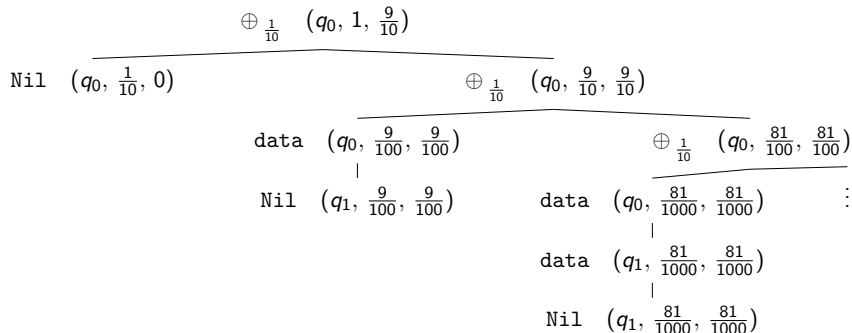 ⊕ 1/10 (q₀, 1, 9/10)
Nil (q₀, 1/10, 0) ⊕ 1/10 (q₀, 9/10, 9/10)
data (q₀, 9/100, 9/100) ⊕ 1/10 (q₀, 81/100, 81/100)
Nil (q₁, 9/100, 9/100) data (q₀, 81/1000, 81/1000) ⋮
data (q₁, 81/1000, 81/1000)
Nil (q₁, 81/1000, 81/1000)